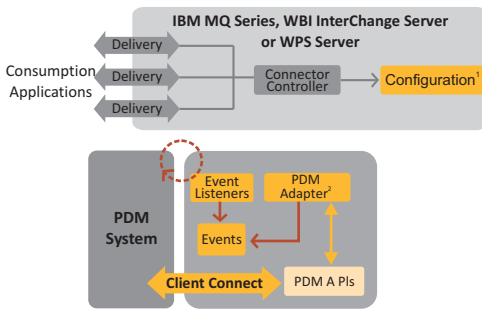 IBM MQ Series, WBI InterChange Server
or WPS Server
Delivery
Consumption
Applications
Delivery
Delivery
Connector
Controller
Configuration¹
PDM
System
Event
Listeners
PDM
Adapter²
Events
Client Connect
PDM A Pls